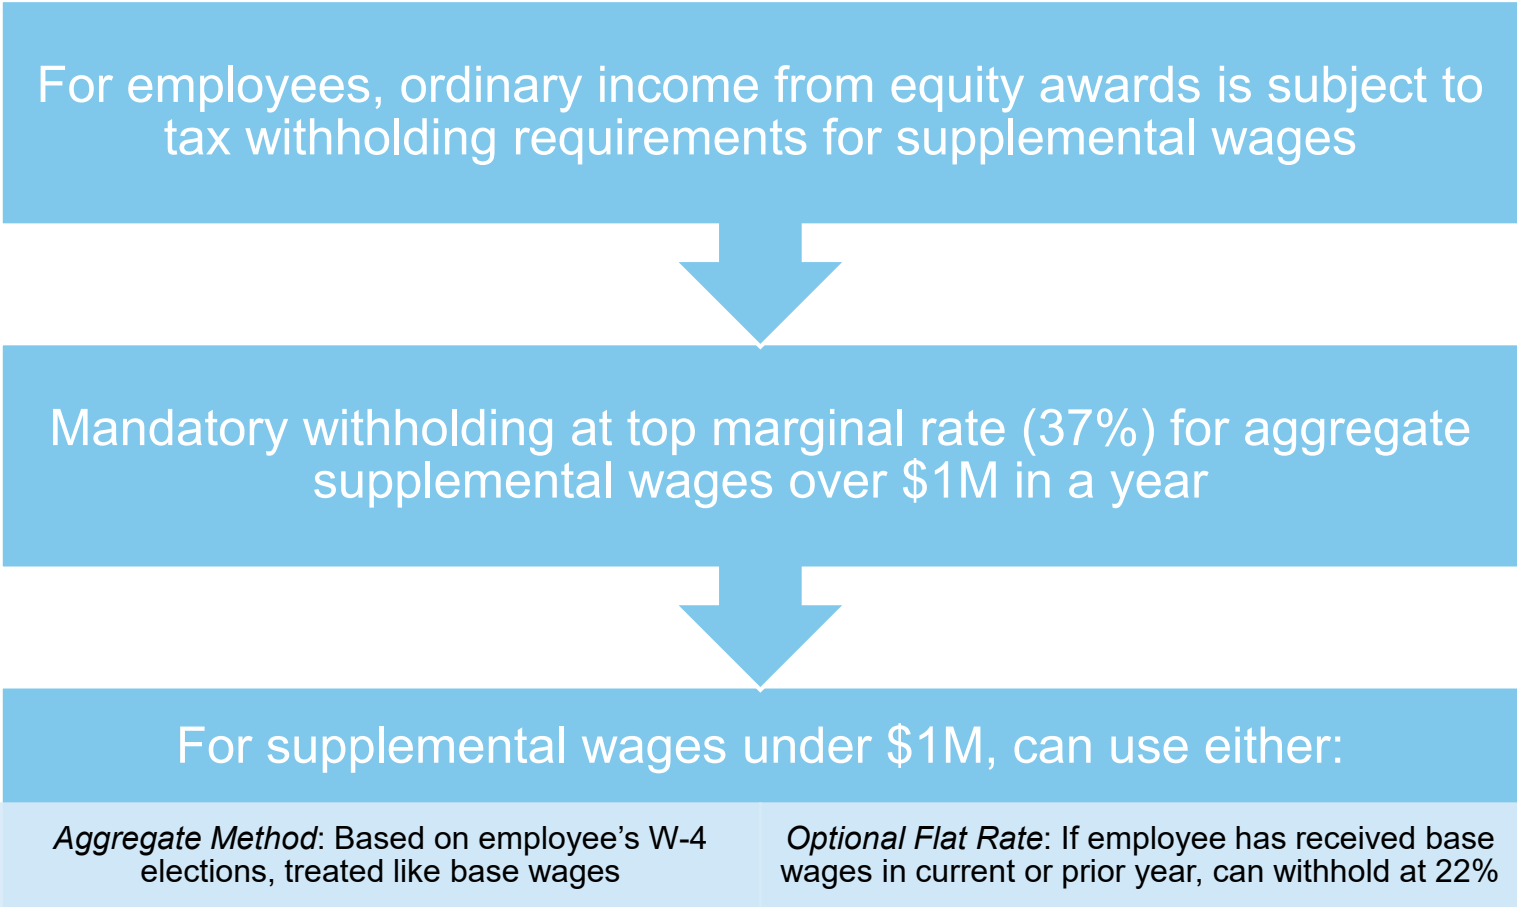 For employees, ordinary income from equity awards is subject to
tax withholding requirements for supplemental wages
Mandatory withholding at top marginal rate (37%) for aggregate
supplemental wages over $1M in a year
For supplemental wages under $1M, can use either:
Aggregate Method: Based on employee’s W-4
elections, treated like base wages
Optional Flat Rate: If employee has received base
wages in current or prior year, can withhold at 22%